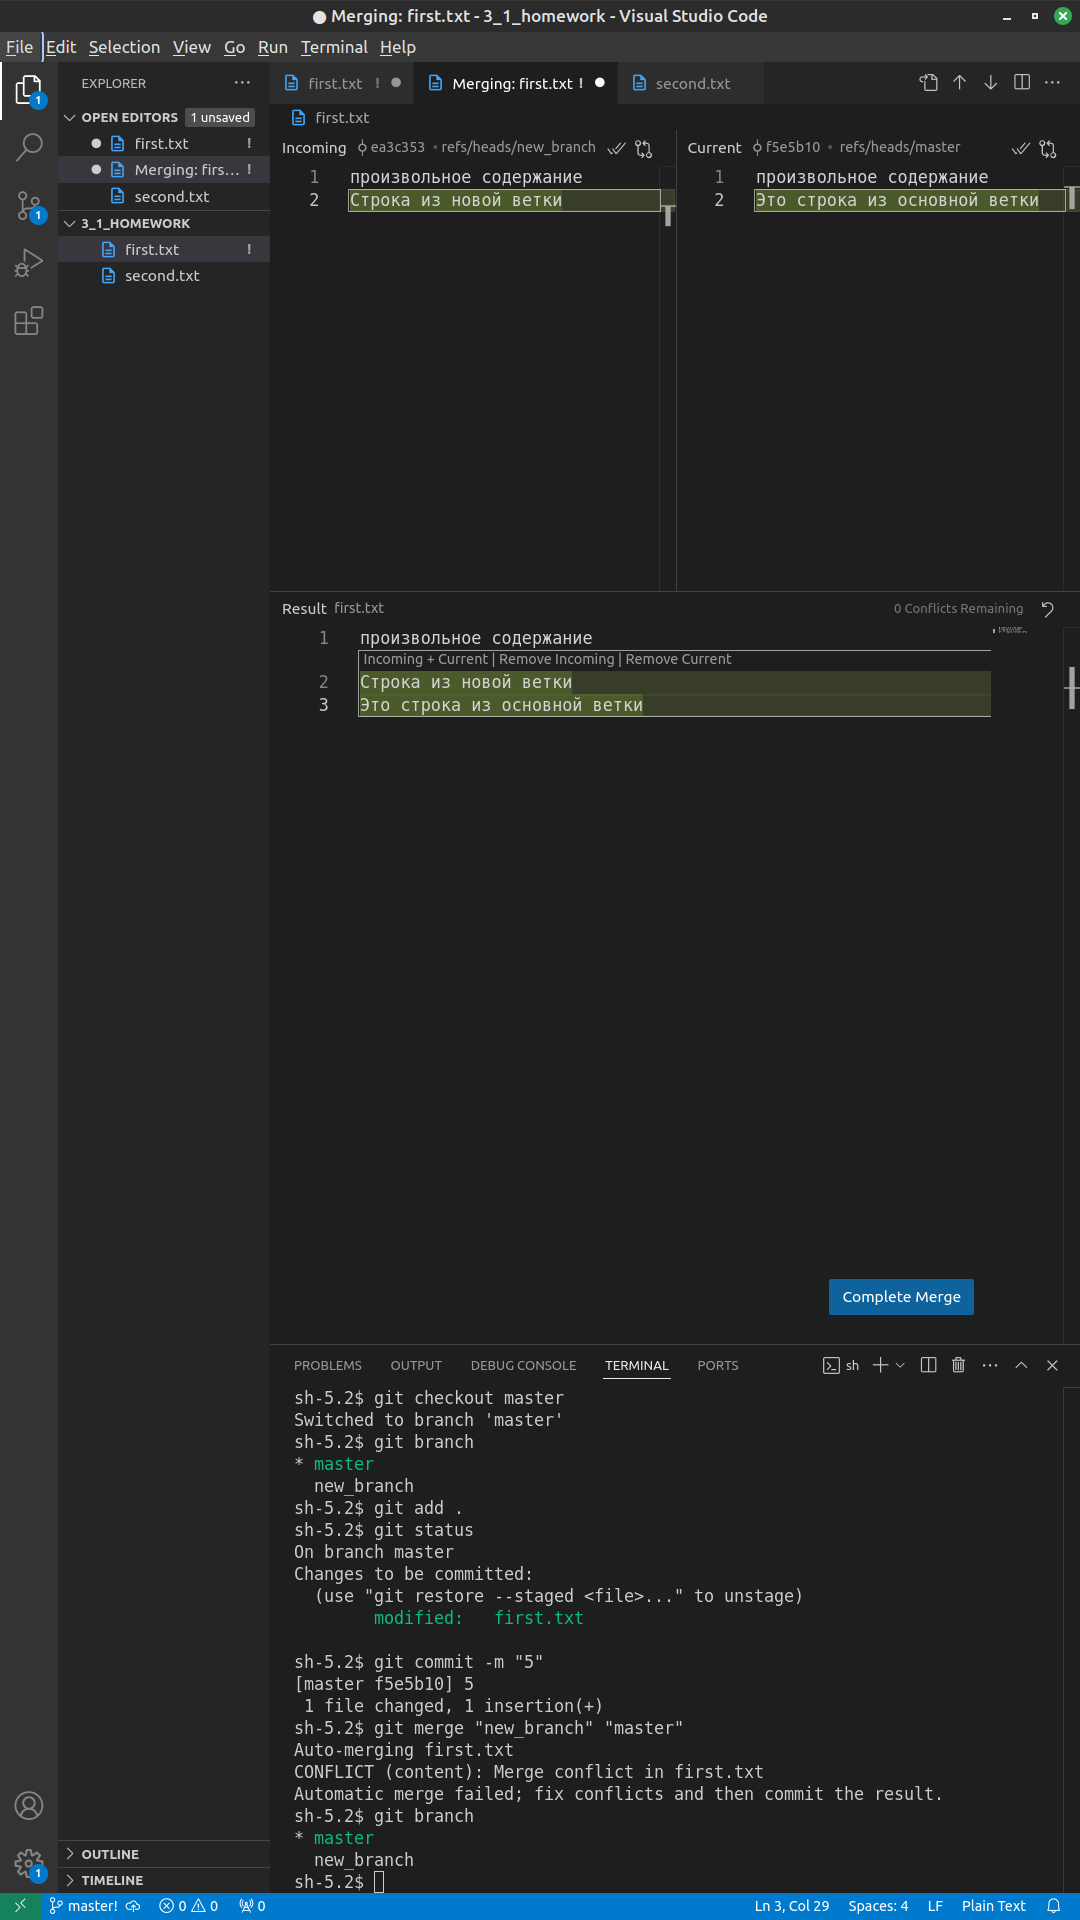 ● Merging: first.txt - 3_1_homework - Visual Studio Code
File Edit Selection View Go Run Terminal Help
EXPLORER
OPEN EDITORS 1 unsaved
first.txt !
Merging: firs... !
second.txt
3_1_HOMEWORK
first.txt !
second.txt
OUTLINE
TIMELINE
1
1
1
first.txt ! Merging: first.txt ! second.txt
first.txt
Incoming ea3c353 • refs/heads/new_branch
1 произвольное содержание
2 Строка из новой ветки
Current f5e5b10 • refs/heads/master
1 произвольное содержание
2 Это строка из основной ветки
Result first.txt 0 Conflicts Remaining
1 произвольное содержание
Incoming + Current | Remove Incoming | Remove Current
2 Строка из новой ветки
3 Это строка из основной ветки
Complete Merge
PROBLEMS OUTPUT DEBUG CONSOLE TERMINAL PORTS sh
sh-5.2$ git checkout master
Switched to branch 'master'
sh-5.2$ git branch
* master
new_branch
sh-5.2$ git add .
sh-5.2$ git status
On branch master
Changes to be committed:
(use "git restore --staged <file>..." to unstage)
modified: first.txt
sh-5.2$ git commit -m "5"
[master f5e5b10] 5
1 file changed, 1 insertion(+)
sh-5.2$ git merge "new_branch" "master"
Auto-merging first.txt
CONFLICT (content): Merge conflict in first.txt
Automatic merge failed; fix conflicts and then commit the result.
sh-5.2$ git branch
* master
new_branch
sh-5.2$
master! 0 0 0 Ln 3, Col 29 Spaces: 4 LF Plain Text